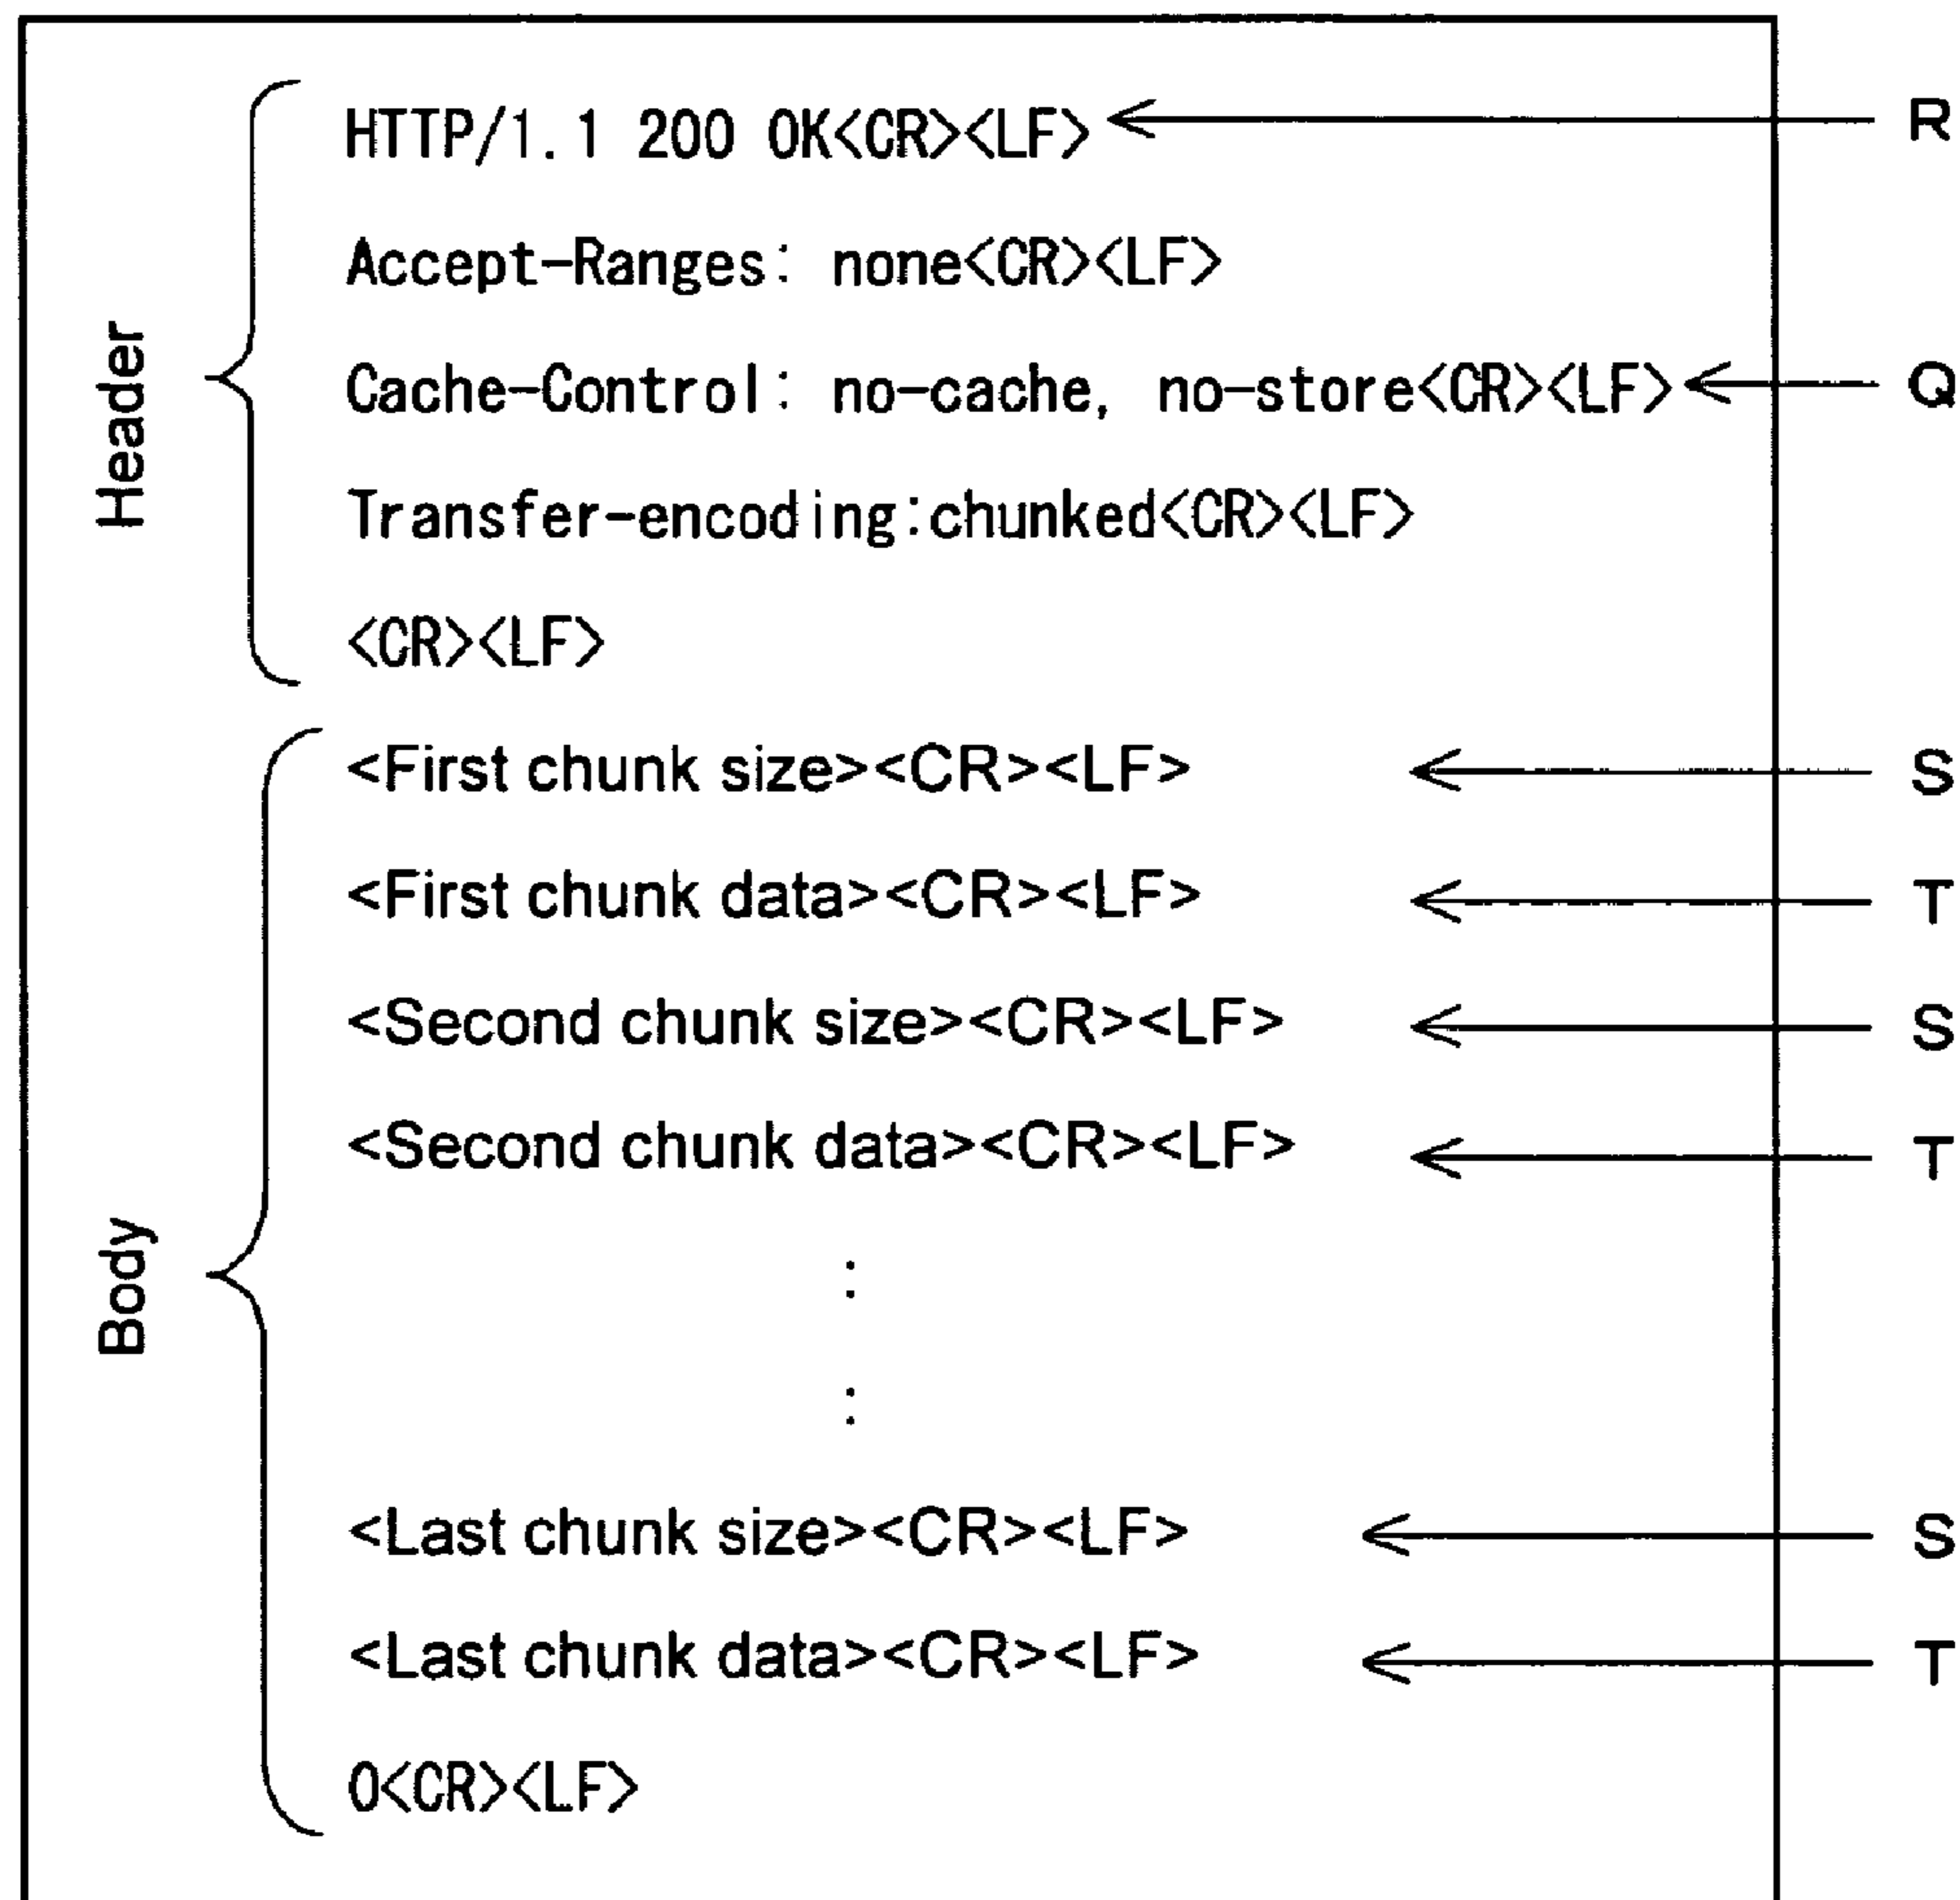 Header
HTTP/1.1 200 OK<CR><LF> R
Accept-Ranges: none<CR><LF>
Cache-Control: no-cache, no-store<CR><LF> Q
Transfer-encoding:chunked<CR><LF>
<CR><LF>
Body
<First chunk size><CR><LF> S
<First chunk data><CR><LF> T
<Second chunk size><CR><LF> S
<Second chunk data><CR><LF> T
:
:
<Last chunk size><CR><LF> S
<Last chunk data><CR><LF> T
0<CR><LF>